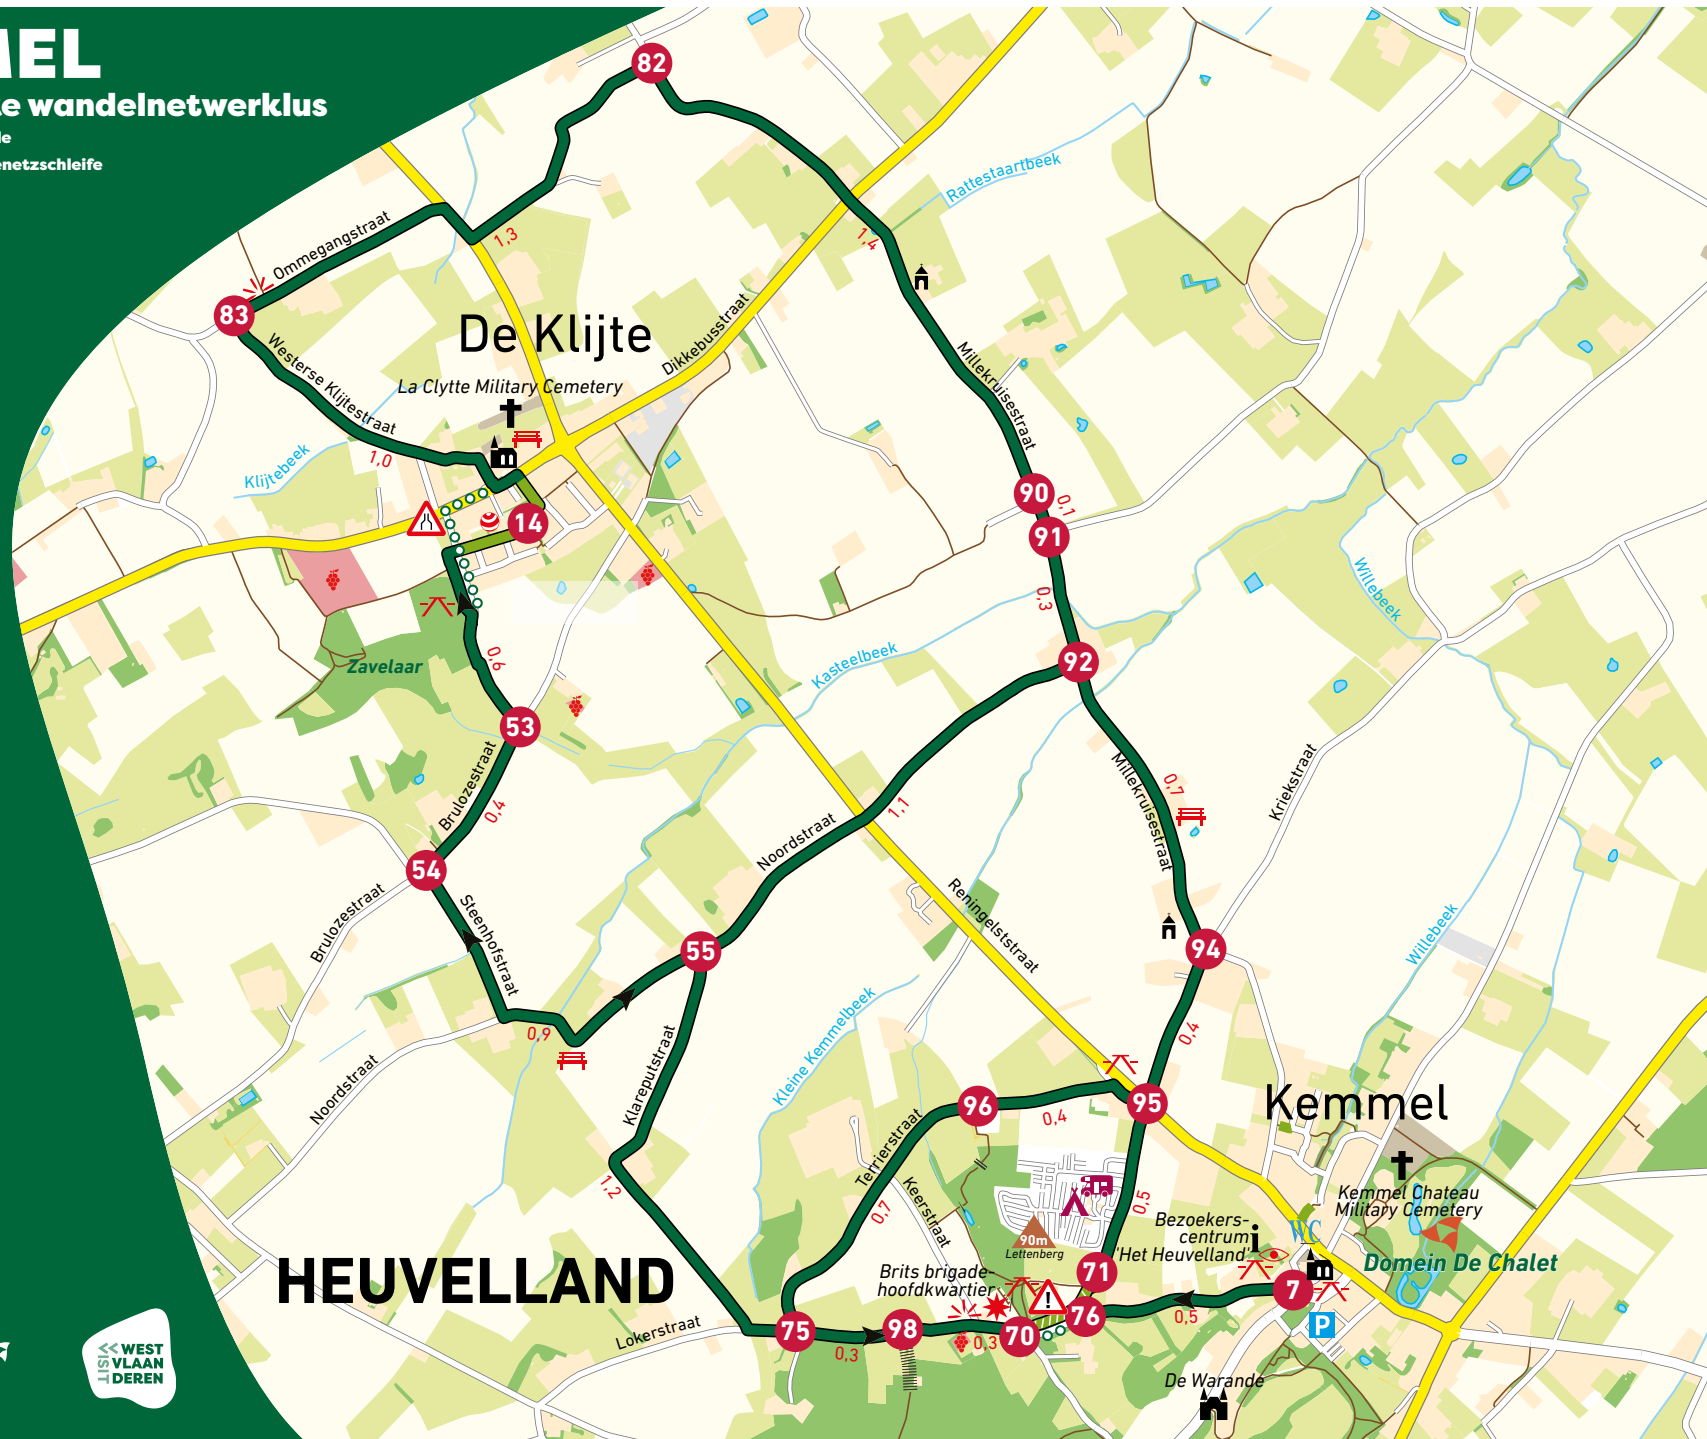 MEL
te wandelnetwerklus
enetzschleife
82
Rattestaartbeek
1,3
1,4
Ommegangstraat
83
De Klijte
Dikkebusstraat
Westerse Klijtestraat
La Clytte Military Cemetery
Millekruisestraat
1,0
Klijtebeek
90
0,1
14
91
0,3
Willebeek
Zavelaar
0,6
Kasteelbeek
92
53
Brulozestraat
0,4
Millekruisestraat
0,7
Kriekstraat
Noordstraat
1,1
54
Brulozestraat
Steenhofstraat
Reningelststraat
Willebeek
55
94
0,9
Kleine Kemmelbeek
0,4
Noordstraat
Klareputstraat
96
0,4
95
Kemmel
Terrierstraat
1,2
0,7
Keerstraat
0,5
Kemmel Chateau
Military Cemetery
90m
Lettenberg
Bezoekers-
centrum
'Het Heuvelland'
i
WC
Domein De Chalet
HEUVELLAND
Brits brigade-
hoofdkwartier
71
7
75
98
70
76
0,5
P
0,3
0,3
Lokerstraat
VISIT
WEST
VLAAN
DEREN
De Warande